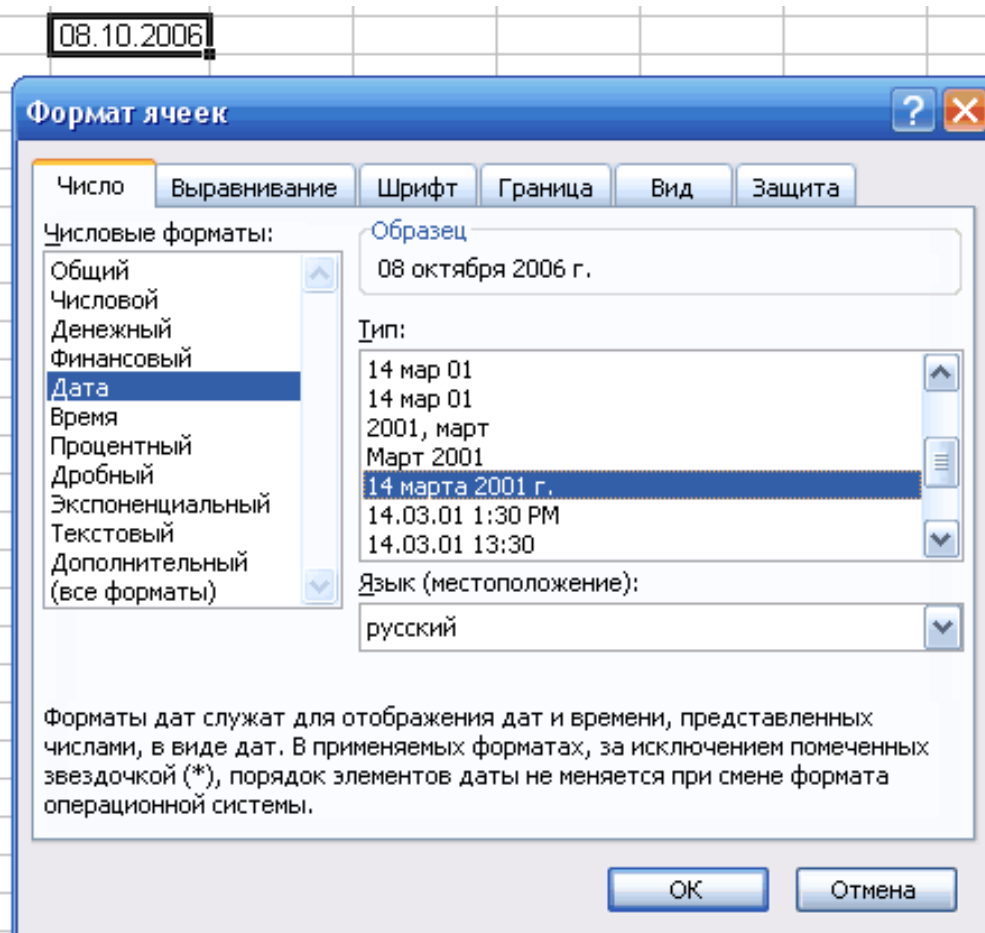 08.10.2006
Формат ячеек
?
Число Выравнивание Шрифт Граница Вид Защита
Числовые форматы:
Общий
Числовой
Денежный
Финансовый
Дата
Время
Процентный
Дробный
Экспоненциальный
Текстовый
Дополнительный
(все форматы)
Образец
08 октября 2006 г.
Тип:
14 мар 01
14 мар 01
2001, март
Март 2001
14 марта 2001 г.
14.03.01 1:30 PM
14.03.01 13:30
Язык (местоположение):
русский
Форматы дат служат для отображения дат и времени, представленных
числами, в виде дат. В применяемых форматах, за исключением помеченных
звездочкой (*), порядок элементов даты не меняется при смене формата
операционной системы.
ОК Отмена